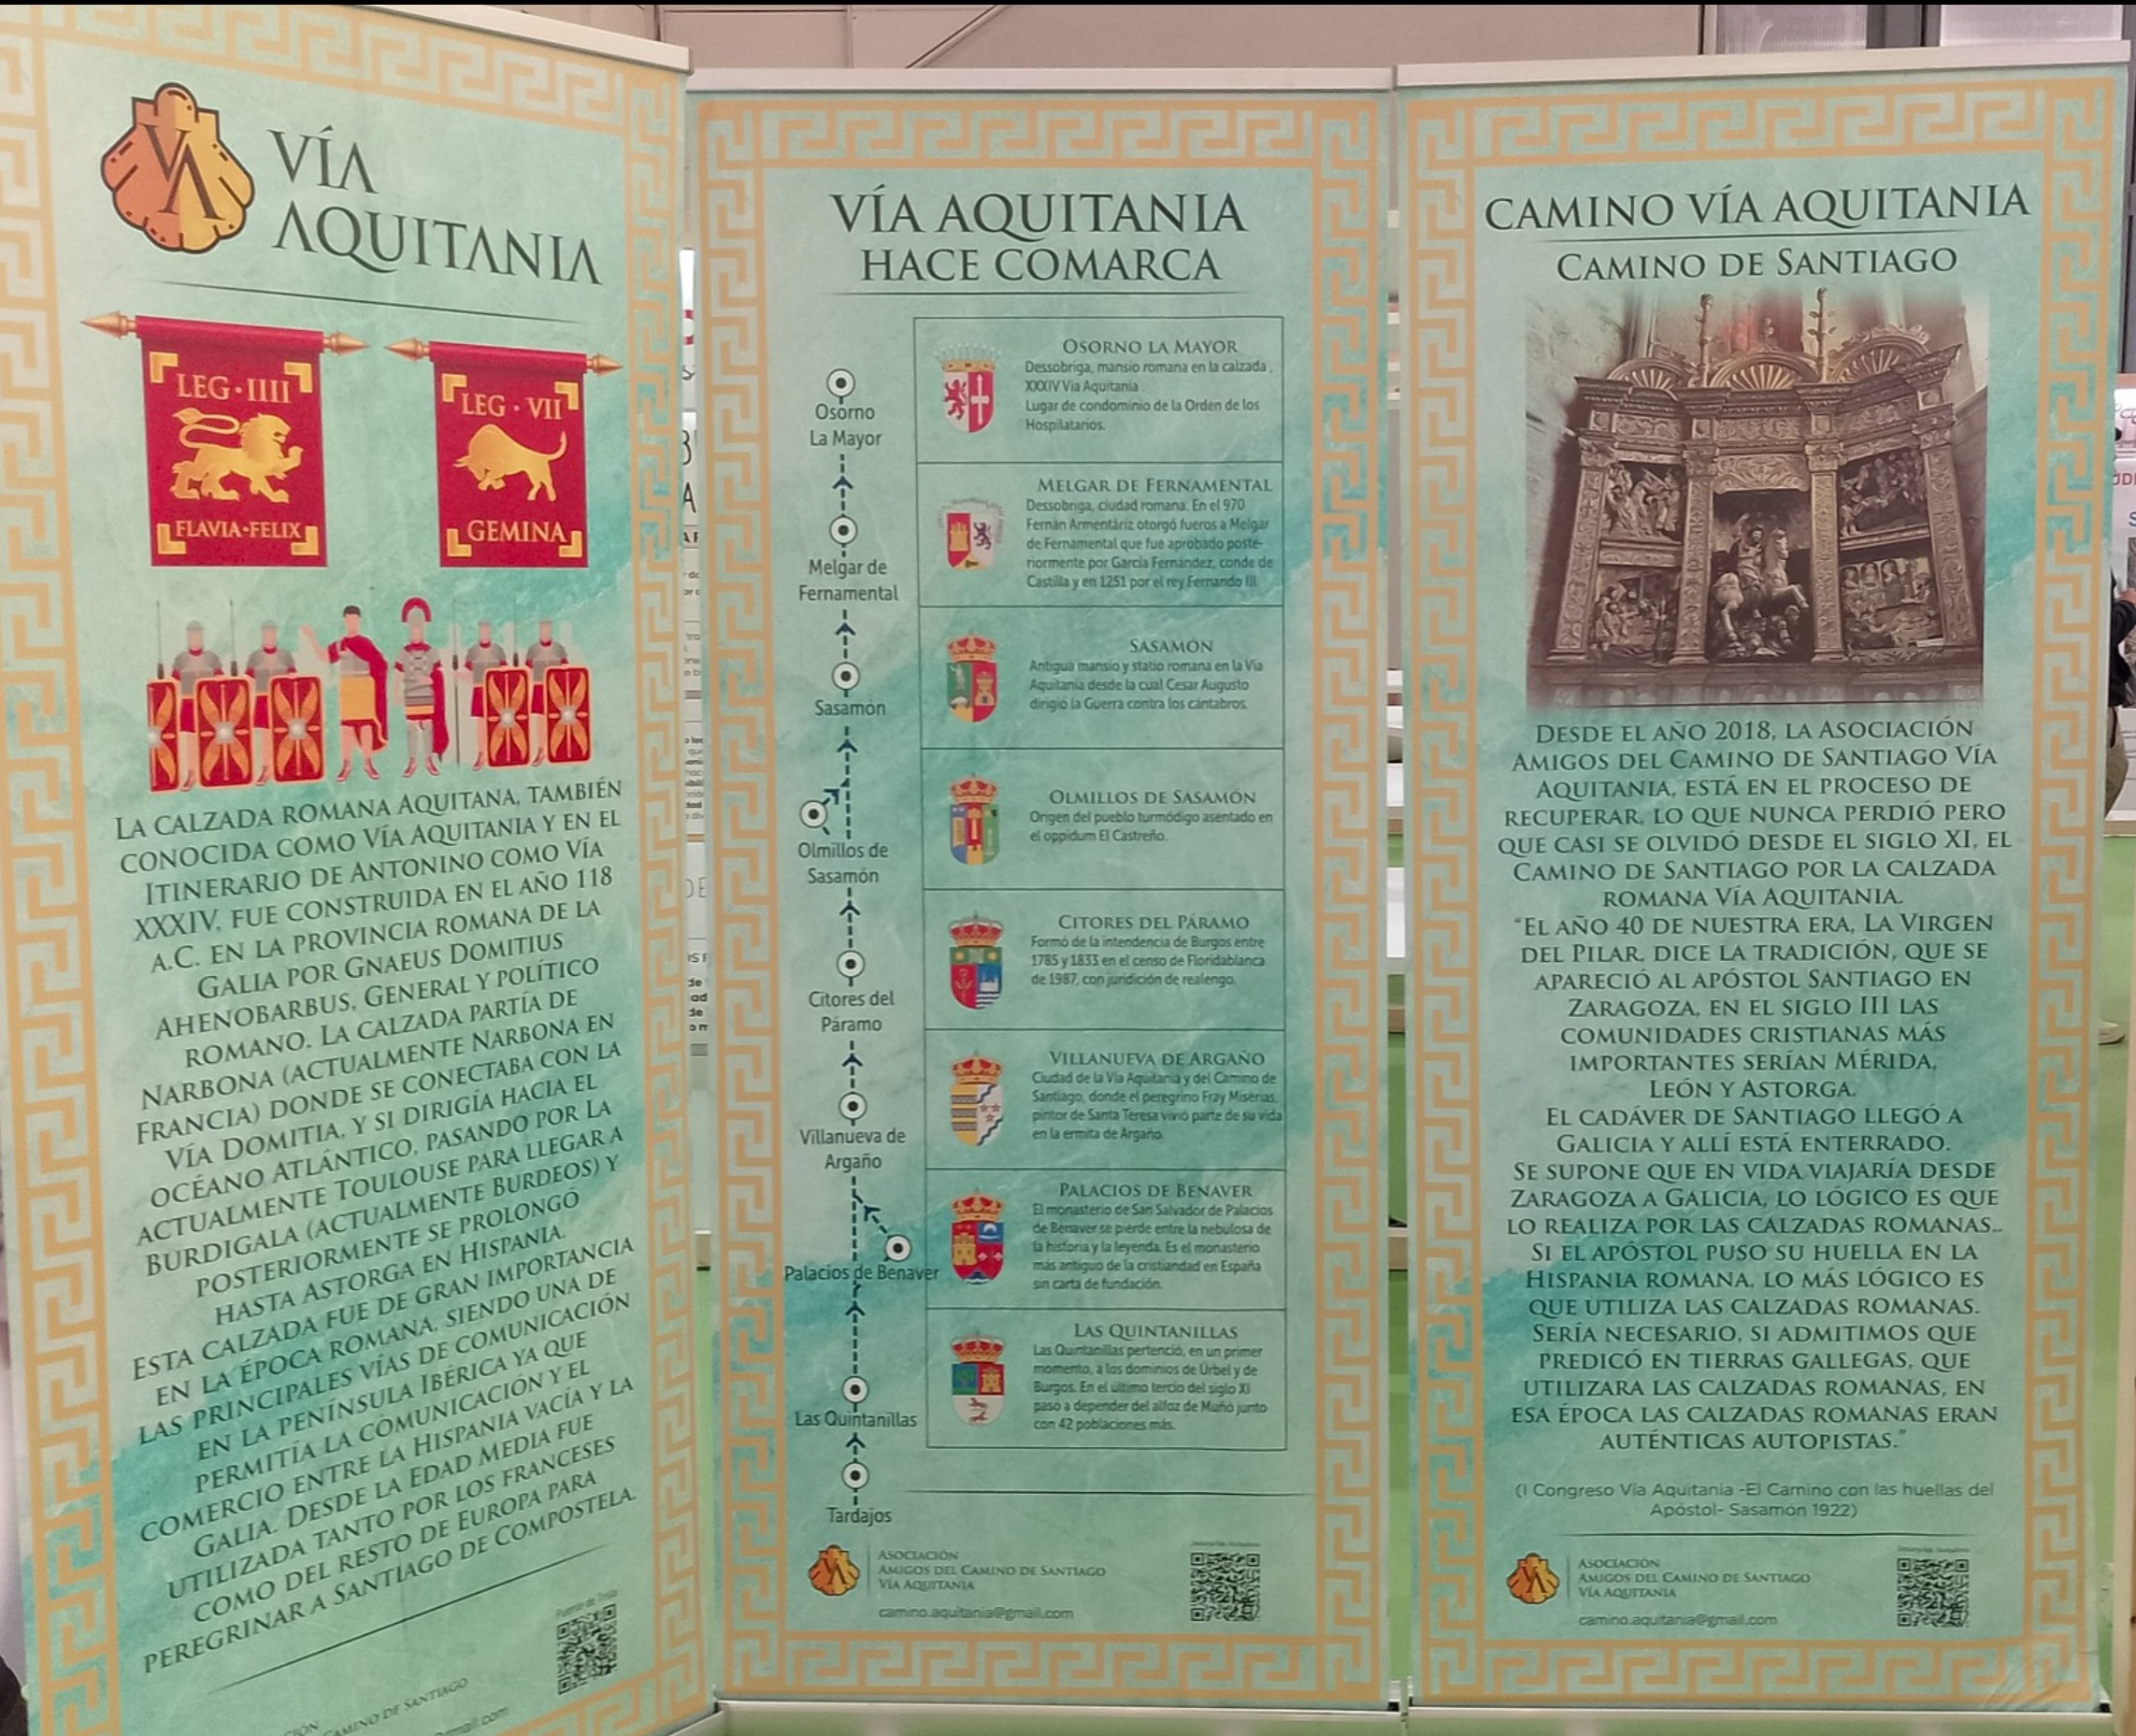 VÍA
AQUITANIA
LEG·IIII
FLAVIA·FELIX
LEG·VII
GEMINA
LA CALZADA ROMANA AQUITANA, TAMBIÉN
CONOCIDA COMO VÍA AQUITANIA Y EN EL
ITINERARIO DE ANTONINO COMO VÍA
XXXIV, FUE CONSTRUIDA EN EL AÑO 118
A.C. EN LA PROVINCIA ROMANA DE LA
GALIA POR GNAEUS DOMITIUS
AHENOBARBUS, GENERAL Y POLÍTICO
ROMANO. LA CALZADA PARTÍA DE
NARBONA (ACTUALMENTE NARBONA EN
FRANCIA) DONDE SE CONECTABA CON LA
VÍA DOMITIA, Y SI DIRIGÍA HACIA EL
OCÉANO ATLÁNTICO, PASANDO POR LA
ACTUALMENTE TOULOUSE PARA LLEGAR A
BURDIGALA (ACTUALMENTE BURDEOS) Y
POSTERIORMENTE SE PROLONGÓ
HASTA ASTORGA EN HISPANIA.
ESTA CALZADA FUE DE GRAN IMPORTANCIA
EN LA ÉPOCA ROMANA, SIENDO UNA DE
LAS PRINCIPALES VÍAS DE COMUNICACIÓN
EN LA PENÍNSULA IBÉRICA YA QUE
PERMITÍA LA COMUNICACIÓN Y EL
COMERCIO ENTRE LA HISPANIA VACÍA Y LA
GALIA. DESDE LA EDAD MEDIA FUE
UTILIZADA TANTO POR LOS FRANCESES
COMO DEL RESTO DE EUROPA PARA
PEREGRINAR A SANTIAGO DE COMPOSTELA.
Puente de Trisla
CAMINO DE SANTIAGO
VÍA AQUITANIA
HACE COMARCA
Osorno
La Mayor
Melgar de
Fernamental
Sasamón
Olmillos de
Sasamón
Citores del
Páramo
Villanueva de
Argaño
Palacios de Benaver
Las Quintanillas
Tardajos
OSORNO LA MAYOR
Dessobriga, mansio romana en la calzada ,
XXXIV Via Aquitania .
Lugar de condominio de la Orden de los
Hospilatarios.
MELGAR DE FERNAMENTAL
Dessobriga, ciudad romana. En el 970
Fernán Armentáriz otorgó fueros a Melgar
de Fernamental que fue aprobado poste-
riormente por García Fernández, conde de
Castilla y en 1251 por el rey Fernando III.
SASAMÓN
Antigua mansio y statio romana en la Vía
Aquitania desde la cual Cesar Augusto
dirigió la Guerra contra los cántabros.
OLMILLOS DE SASAMÓN
Origen del pueblo turmódigo asentado en
el oppidum El Castreño.
CITORES DEL PÁRAMO
Formó de la intendencia de Burgos entre
1785 y 1833 en el censo de Floridablanca
de 1987, con juridición de realengo.
VILLANUEVA DE ARGAÑO
Ciudad de la Vía Aquitania y del Camino de
Santiago, donde el peregrino Fray Miserias,
pintor de Santa Teresa vivió parte de su vida
en la ermita de Argaño.
PALACIOS DE BENAVER
El monasterio de San Salvador de Palacios
de Benaver se pierde entre la nebulosa de
la historia y la leyenda. Es el monasterio
más antiguo de la cristiandad en España
sin carta de fundación.
LAS QUINTANILLAS
Las Quintanillas pertenció, en un primer
momento, a los dominios de Úrbel y de
Burgos. En el último tercio del siglo XI
pasó a depender del alfoz de Muñó junto
con 42 poblaciones más.
ASOCIACIÓN
AMIGOS DEL CAMINO DE SANTIAGO
VÍA AQUITANIA
camino.aquitania@gmail.com
CAMINO VÍA AQUITANIA
CAMINO DE SANTIAGO
DESDE EL AÑO 2018, LA ASOCIACIÓN
AMIGOS DEL CAMINO DE SANTIAGO VÍA
AQUITANIA, ESTÁ EN EL PROCESO DE
RECUPERAR, LO QUE NUNCA PERDIÓ PERO
QUE CASI SE OLVIDÓ DESDE EL SIGLO XI, EL
CAMINO DE SANTIAGO POR LA CALZADA
ROMANA VÍA AQUITANIA.
“EL AÑO 40 DE NUESTRA ERA, LA VIRGEN
DEL PILAR, DICE LA TRADICIÓN, QUE SE
APARECIÓ AL APÓSTOL SANTIAGO EN
ZARAGOZA, EN EL SIGLO III LAS
COMUNIDADES CRISTIANAS MÁS
IMPORTANTES SERÍAN MÉRIDA,
LEÓN Y ASTORGA.
EL CADÁVER DE SANTIAGO LLEGÓ A
GALICIA Y ALLÍ ESTÁ ENTERRADO.
SE SUPONE QUE EN VIDA VIAJARÍA DESDE
ZARAGOZA A GALICIA, LO LÓGICO ES QUE
LO REALIZA POR LAS CALZADAS ROMANAS...
SI EL APÓSTOL PUSO SU HUELLA EN LA
HISPANIA ROMANA, LO MÁS LÓGICO ES
QUE UTILIZA LAS CALZADAS ROMANAS.
SERÍA NECESARIO, SI ADMITIMOS QUE
PREDICÓ EN TIERRAS GALLEGAS, QUE
UTILIZARA LAS CALZADAS ROMANAS, EN
ESA ÉPOCA LAS CALZADAS ROMANAS ERAN
AUTÉNTICAS AUTOPISTAS.”
(I Congreso Vía Aquitania -El Camino con las huellas del
Apóstol- Sasamón 1922)
ASOCIACIÓN
AMIGOS DEL CAMINO DE SANTIAGO
VÍA AQUITANIA
camino.aquitania@gmail.com